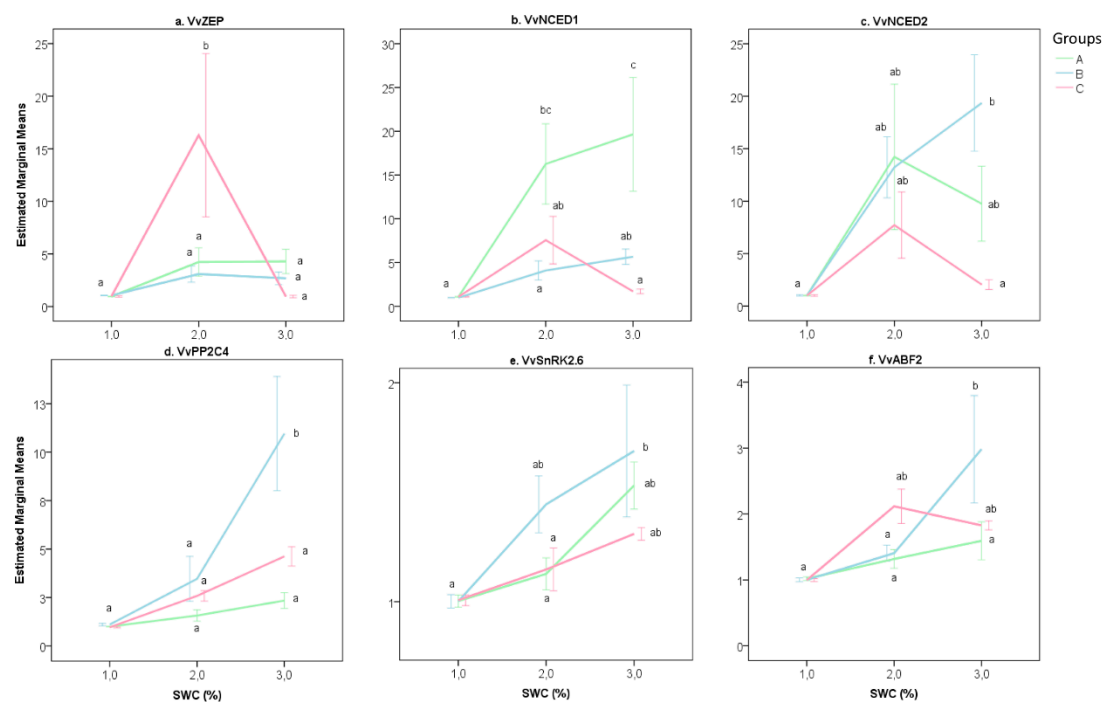 a. VvZEP
b. VvNCED1
c. VvNCED2
Groups
A
B
C
Estimated Marginal Means
25
20
15
10
5
0
a
a
a
b
a
a
a
1,0
2,0
3,0
30
25
20
15
10
5
0
a
bc
ab
a
c
ab
a
1,0
2,0
3,0
25
20
15
10
5
0
a
ab
ab
ab
b
ab
a
1,0
2,0
3,0
d. VvPP2C4
e. VvSnRK2.6
f. VvABF2
Estimated Marginal Means
13
10
8
5
3
0
a
a
a
a
b
a
a
1,0
2,0
3,0
SWC (%)
2
1
a
ab
a
a
b
ab
ab
1,0
2,0
3,0
SWC (%)
4
3
2
1
0
a
ab
a
a
b
ab
a
1,0
2,0
3,0
SWC (%)